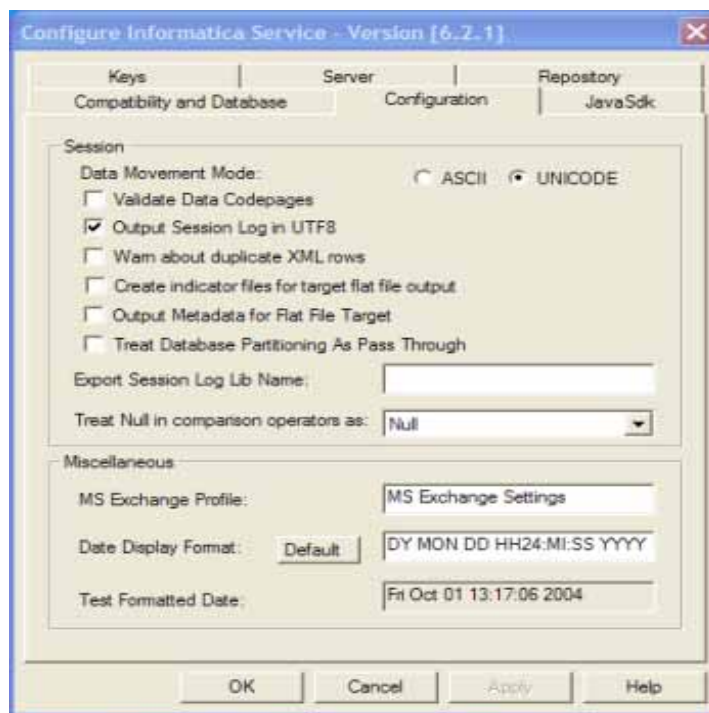 Configure Informatica Service - Version [6.2.1]
Keys
Server
Repository
Compatibility and Database
Configuration
JavaSdk
Session
Data Movement Mode:
ASCII
UNICODE
Validate Data Codepages
Output Session Log in UTF8
Warn about duplicate XML rows
Create indicator files for target flat file output
Output Metadata for Flat File Target
Treat Database Partitioning As Pass Through
Export Session Log Lib Name:
Treat Null in comparison operators as:
Null
Miscellaneous
MS Exchange Profile:
MS Exchange Settings
Date Display Format:
Default
DY MON DD HH24:MI:SS YYYY
Test Formatted Date:
Fri Oct 01 13:17:06 2004
OK
Cancel
Apply
Help